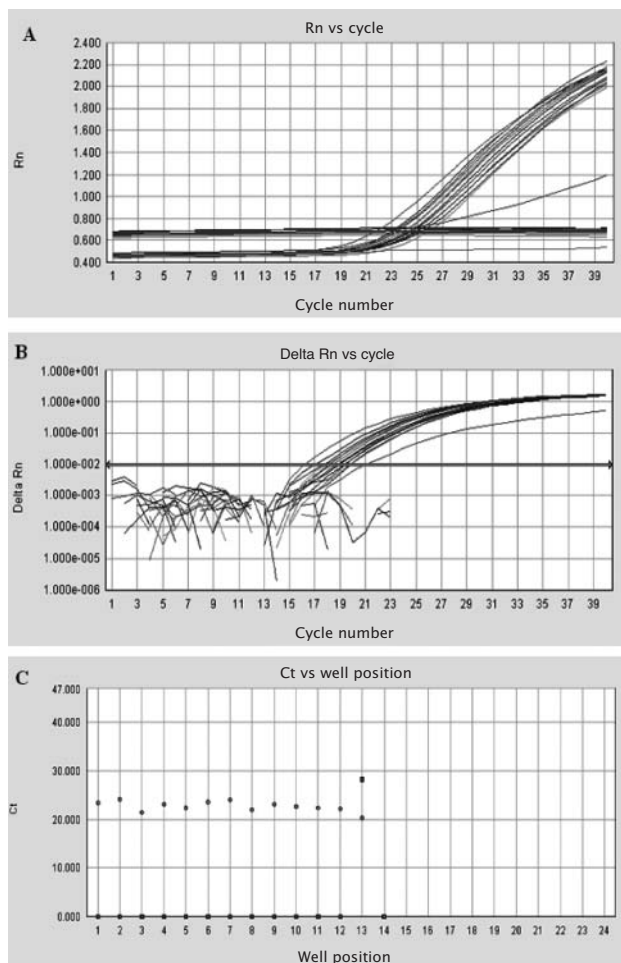 A
Rn vs cycle
2.400
2.200
2.000
1.800
1.600
1.400
1.200
1.000
0.800
0.600
0.400
Rn
1 3 5 7 9 11 13 15 17 19 21 23 25 27 29 31 33 35 37 39
Cycle number
B
Delta Rn vs cycle
1.000e+001
1.000e+000
1.000e-001
1.000e-002
1.000e-003
1.000e-004
1.000e-005
1.000e-006
Delta Rn
1 3 5 7 9 11 13 15 17 19 21 23 25 27 29 31 33 35 37 39
Cycle number
C
Ct vs well position
47.000
40.000
30.000
20.000
10.000
0.000
Ct
1 2 3 4 5 6 7 8 9 10 11 12 13 14 15 16 17 18 19 20 21 22 23 24
Well position